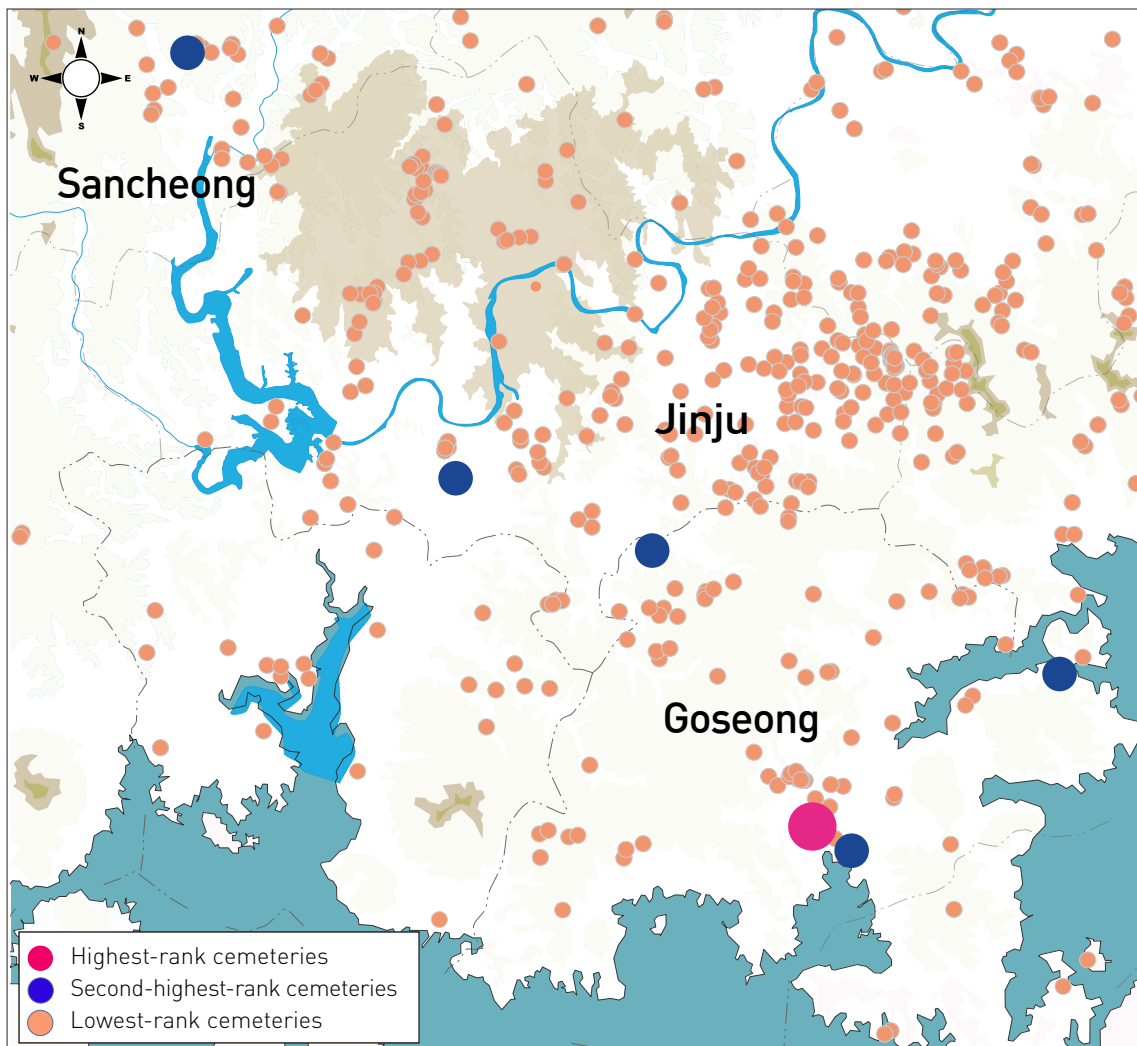 N
W E
S
Sancheong
Jinju
Goseong
Highest-rank cemeteries
Second-highest-rank cemeteries
Lowest-rank cemeteries